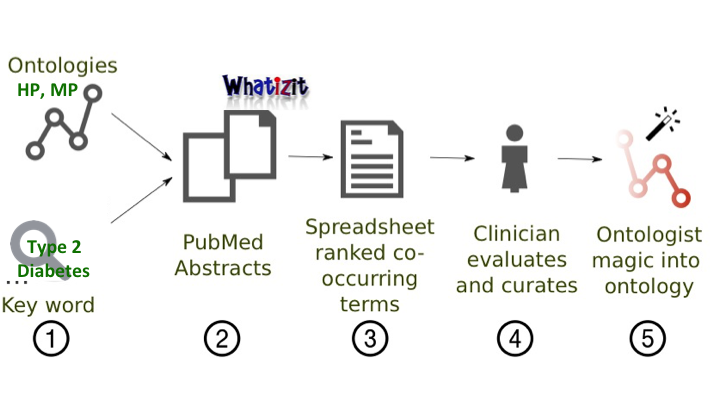 Ontologies
HP, MP
Type 2
Diabetes
...
Key word
1
Whatizit
PubMed
Abstracts
2
Spreadsheet
ranked co-
occurring
terms
3
Clinician
evaluates
and curates
4
Ontologist
magic into
ontology
5